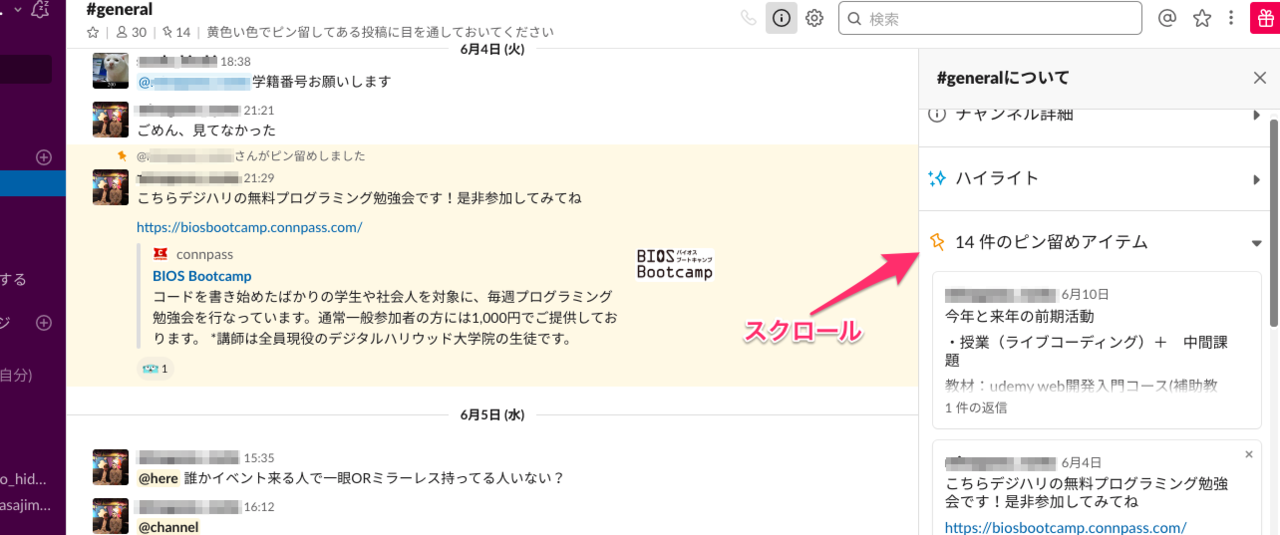 #general
30
14
黄色い色でピン留してある投稿に目を通しておいてください
検索
する
ジ
自分)
o_hid...
asajim...
6月4日 (火)
18:38
@ 学籍番号お願いします
21:21
ごめん、見てなかった
@ さんがピン留めしました
21:29
こちらデジハリの無料プログラミング勉強会です！是非参加してみてね
https://biosbootcamp.connpass.com/
connpass
BIOS Bootcamp
コードを書き始めたばかりの学生や社会人を対象に、毎週プログラミング
勉強会を行なっています。通常一般参加者の方には1,000円でご提供してお
ります。 *講師は全員現役のデジタルハリウッド大学院の生徒です。
BIOS バイオス ブートキャンプ
Bootcamp
1
スクロール
6月5日 (水)
15:35
@here 誰かイベント来る人で一眼ORミラーレス持ってる人いない？
16:12
@channel
#generalについて
チャンネル詳細
ハイライト
14 件のピン留めアイテム
6月10日
今年と来年の前期活動
・授業（ライブコーディング）＋　中間課
題
教材：udemy web開発入門コース(補助教
1 件の返信
6月4日
こちらデジハリの無料プログラミング勉強
会です！是非参加してみてね
https://biosbootcamp.connpass.com/